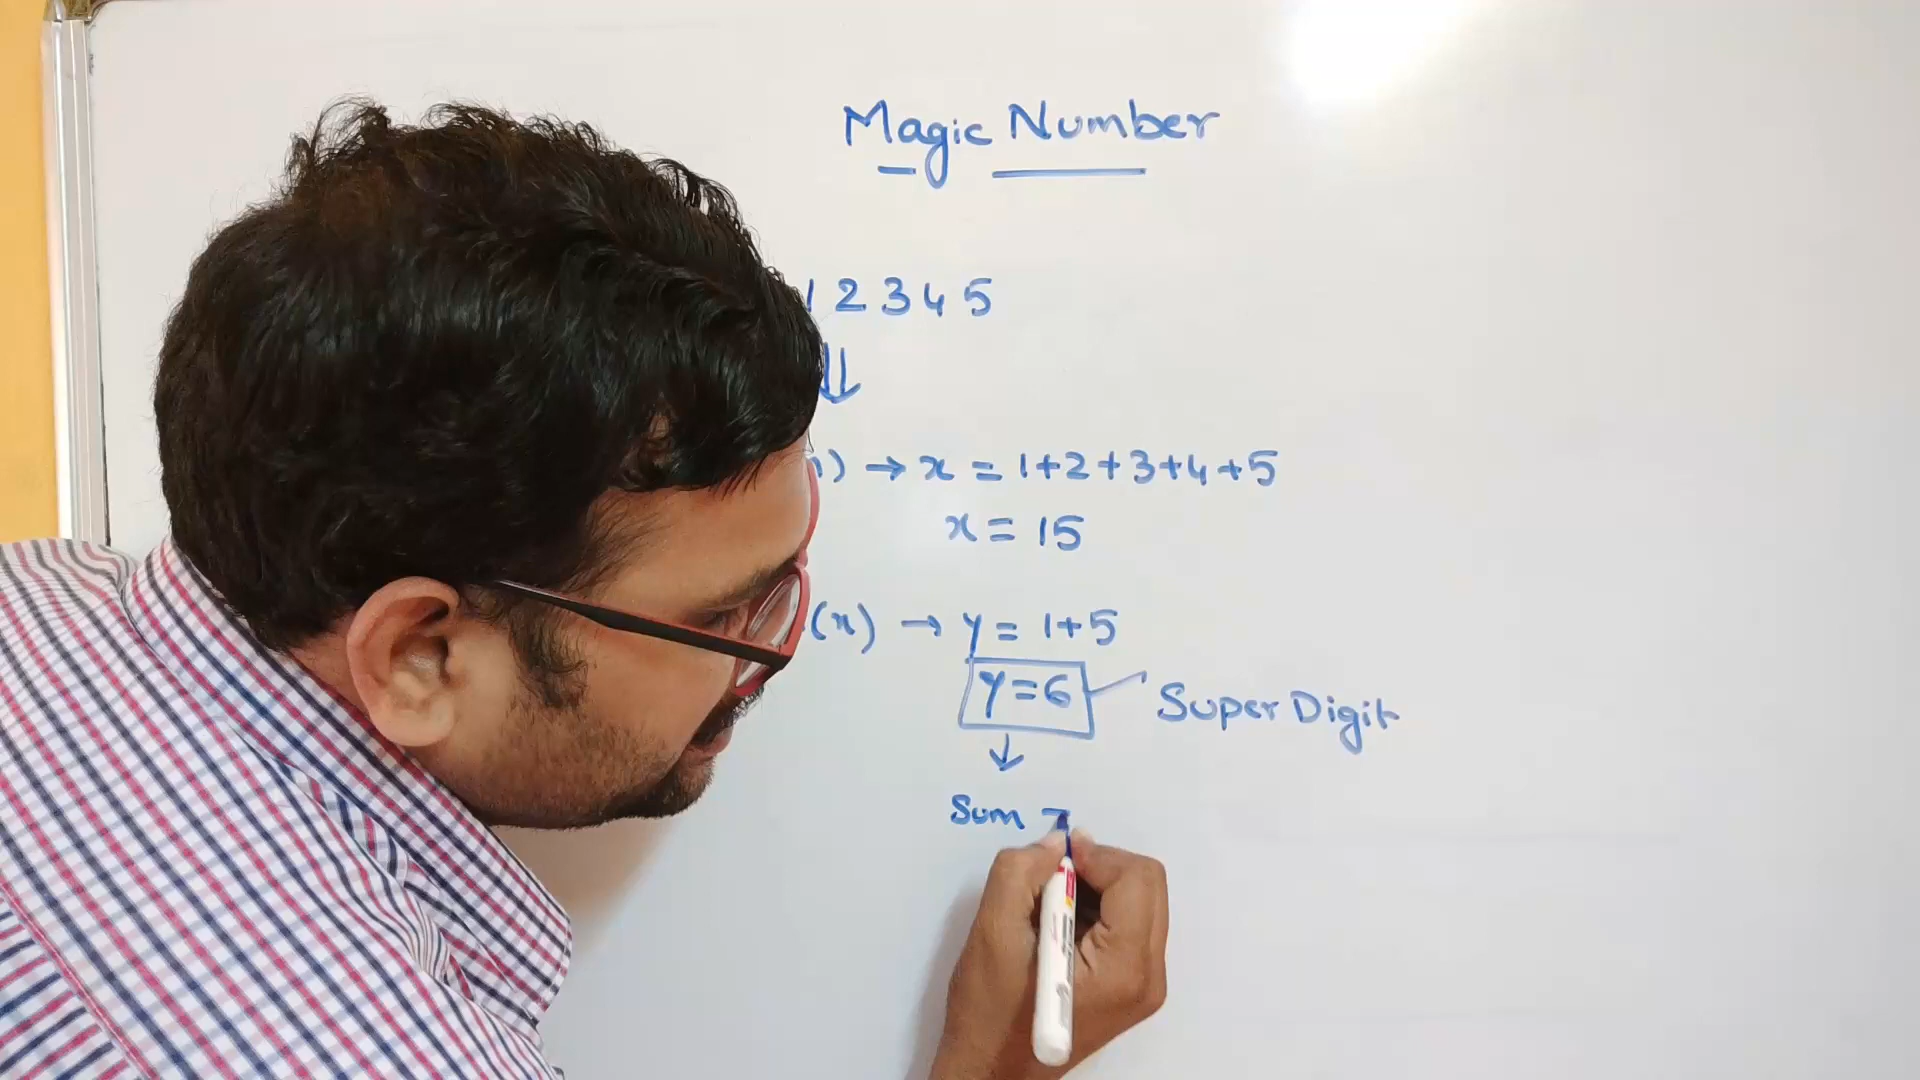 Magic Number
1 2 3 4 5
) → x = 1+2+3+4+5
x = 15
(x) → y = 1+5
y = 6
Super Digit
Sum =